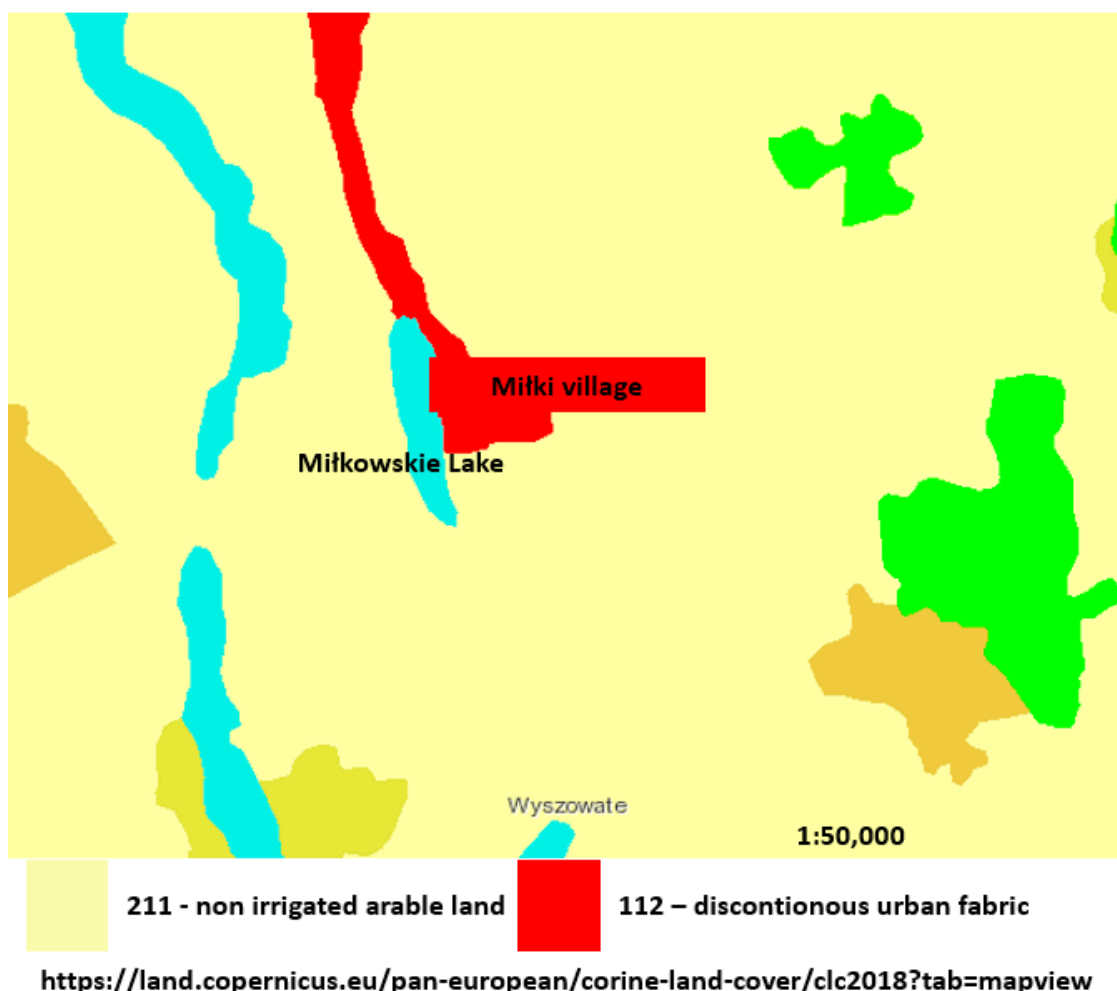 Miłki village
Miłkowskie Lake
Wyszowate
1:50,000
211 - non irrigated arable land
112 – discontionous urban fabric
https://land.copernicus.eu/pan-european/corine-land-cover/clc2018?tab=mapview